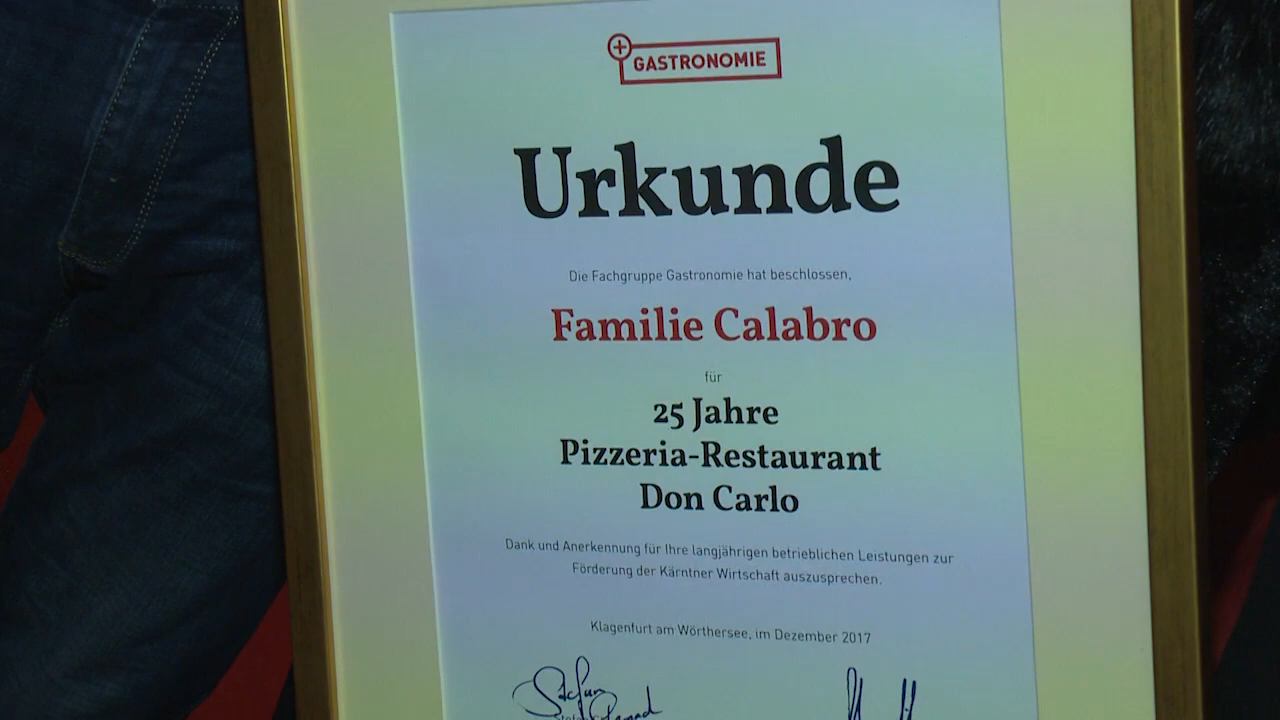 GASTRONOMIE
Urkunde
Die Fachgruppe Gastronomie hat beschlossen,
Familie Calabro
für
25 Jahre
Pizzeria-Restaurant
Don Carlo
Dank und Anerkennung für Ihre langjährigen betrieblichen Leistungen zur
Förderung der Kärntner Wirtschaft auszusprechen.
Klagenfurt am Wörthersee, im Dezember 2017